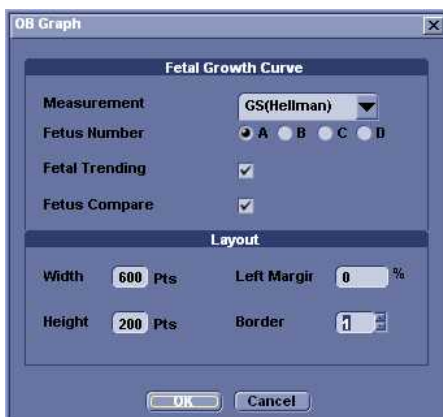 OB Graph
Fetal Growth Curve
Measurement GS(Hellman)
Fetus Number A B C D
Fetal Trending
Fetus Compare
Layout
Width 600 Pts Left Margir 0 %
Height 200 Pts Border 1
OK Cancel